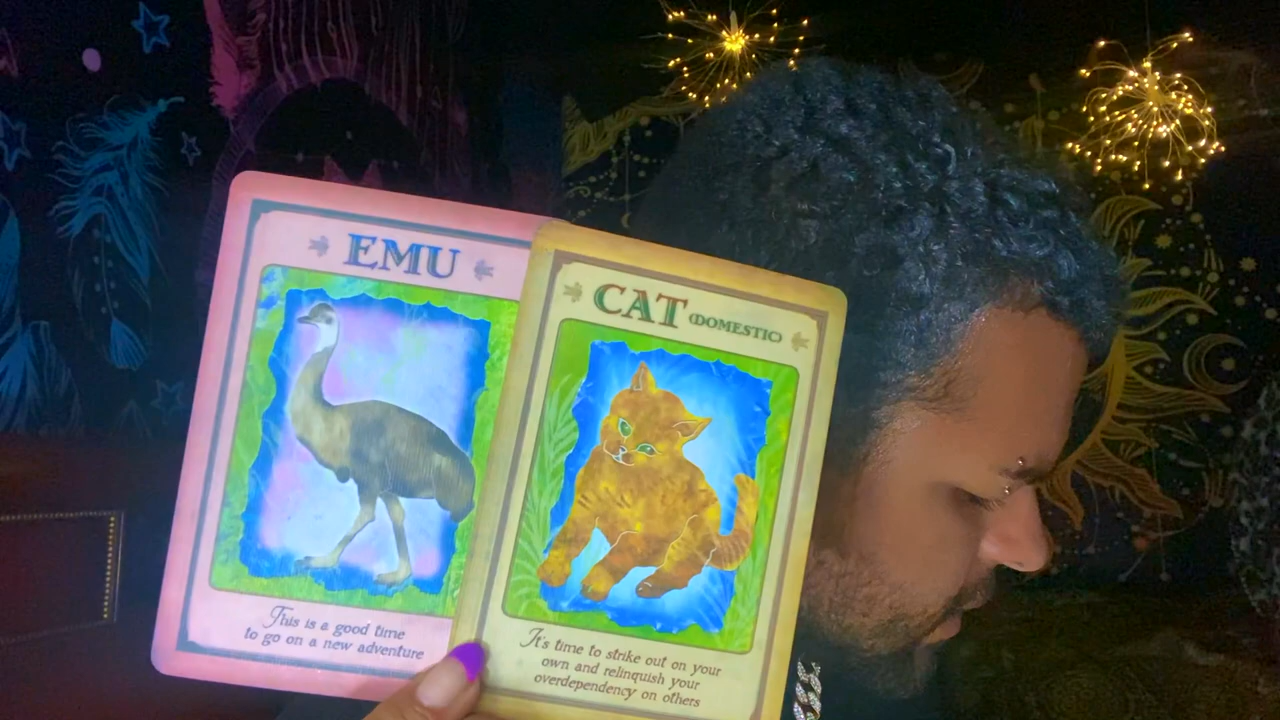 EMU
This is a good time
to go on a new adventure
CAT (DOMESTIC)
It's time to strike out on your
own and relinquish your
overdependency on others